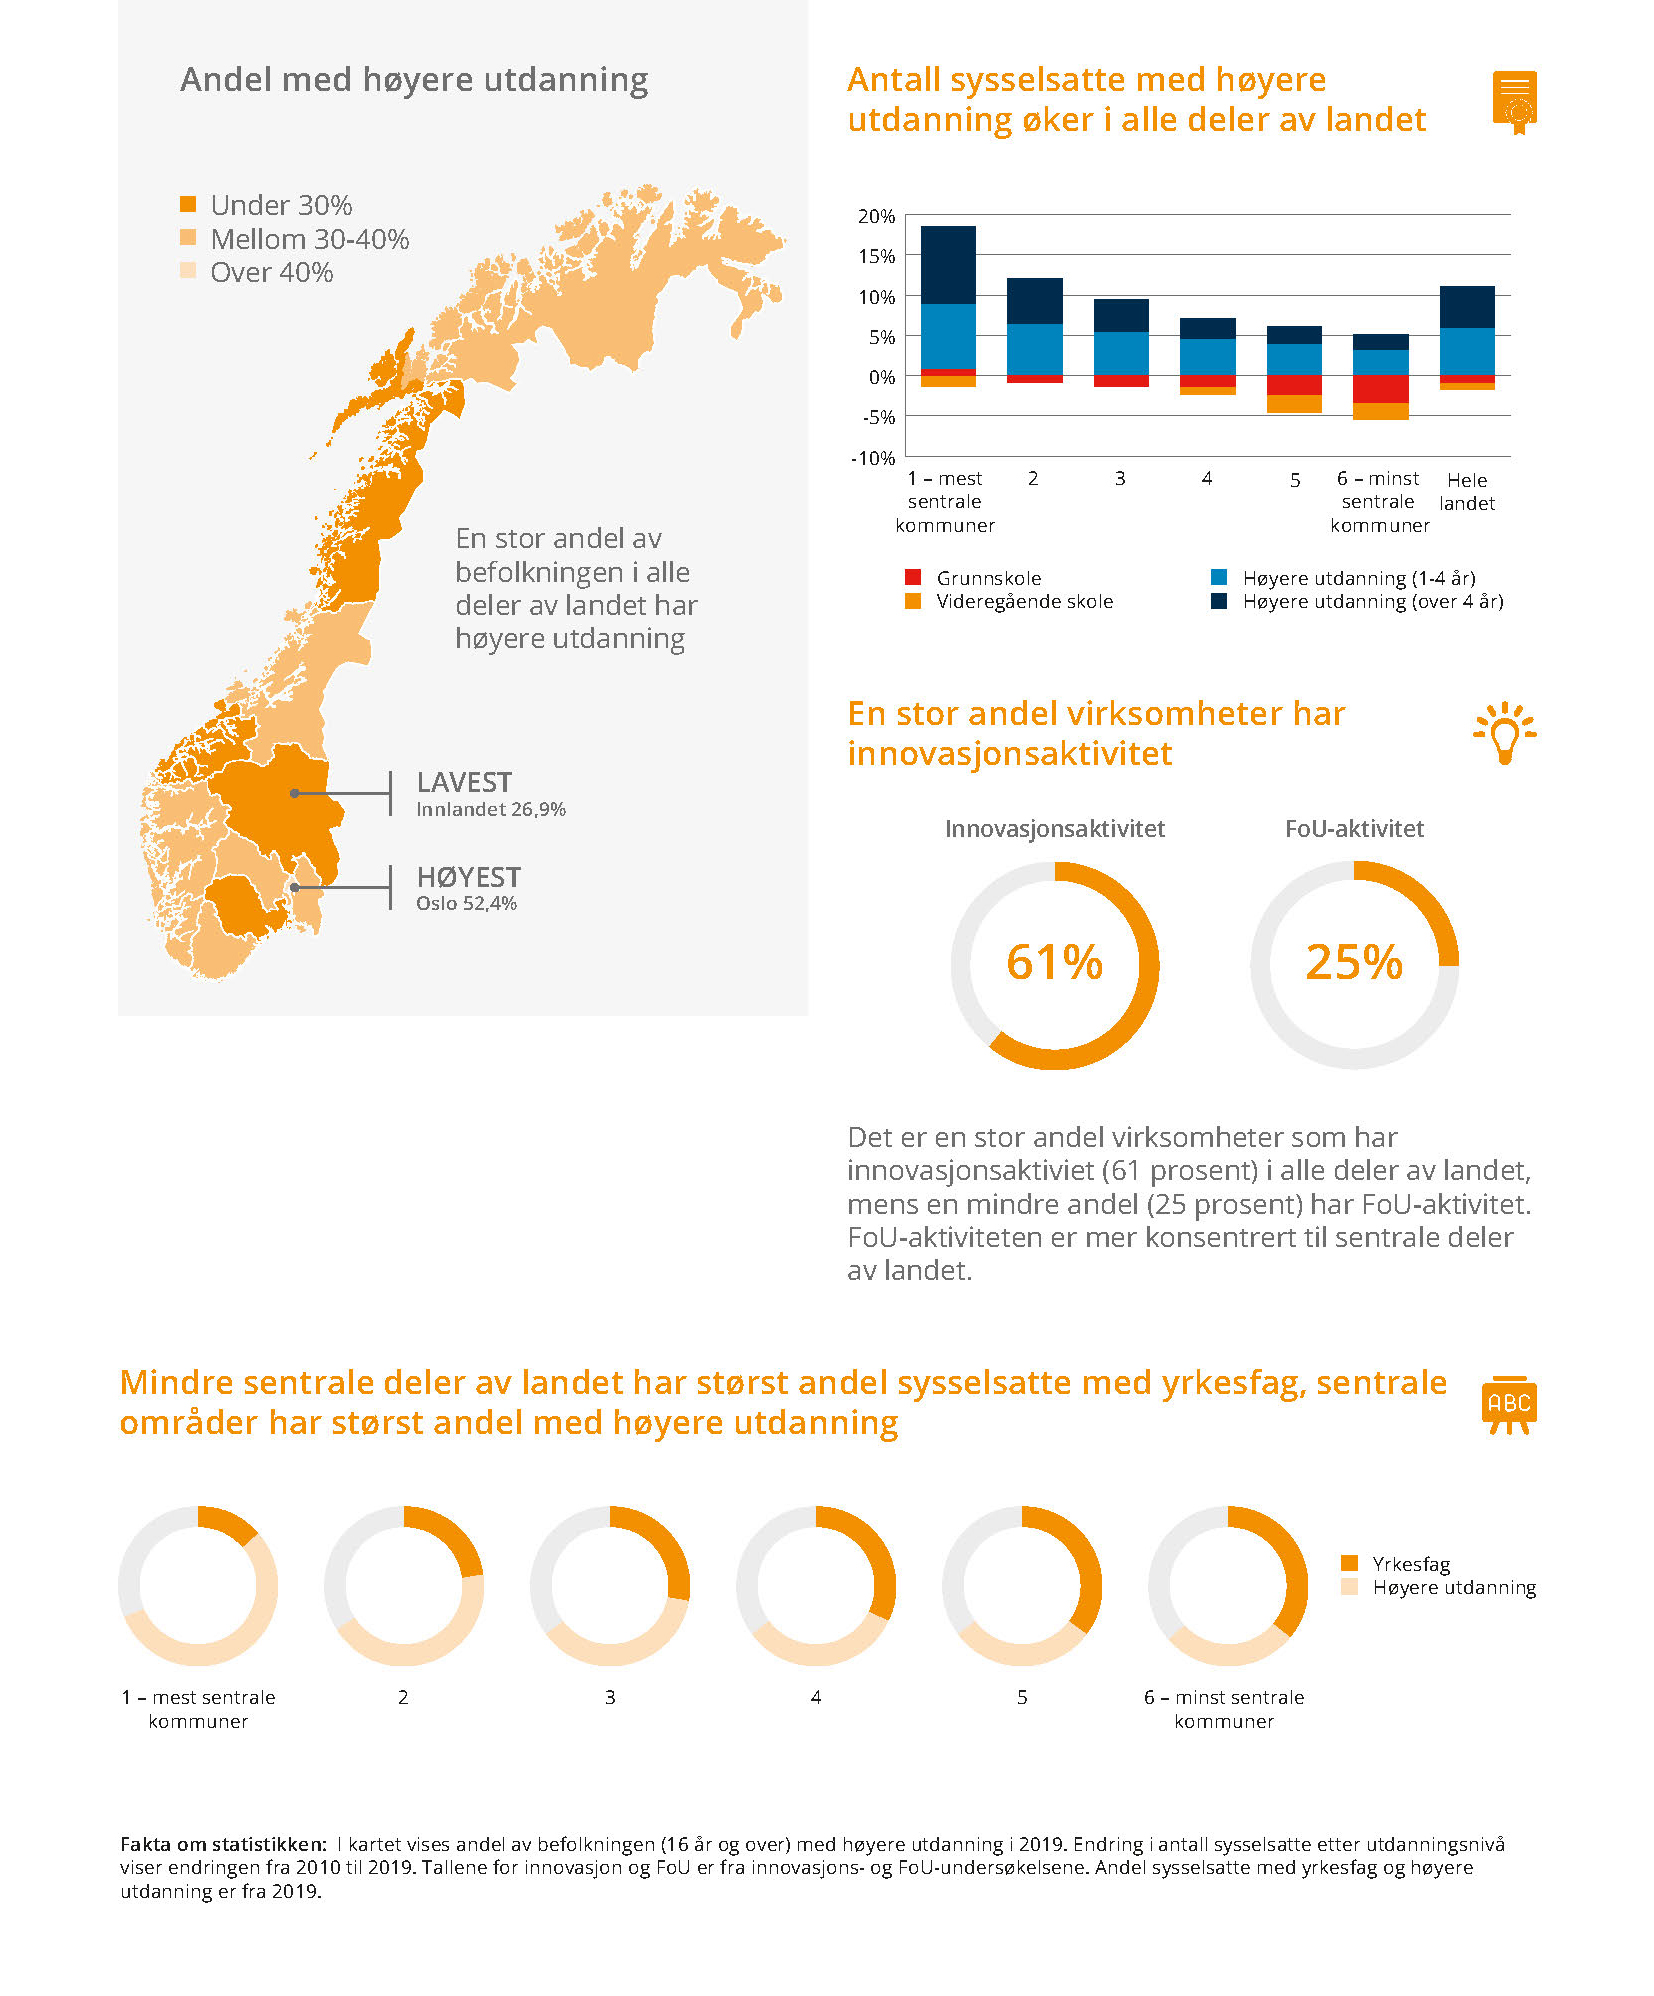 Andel med høyere utdanning
Under 30%
Mellom 30-40%
Over 40%
En stor andel av
befolkningen i alle
deler av landet har
høyere utdanning
LAVEST
Innlandet 26,9%
HØYEST
Oslo 52,4%
Antall sysselsatte med høyere
utdanning øker i alle deler av landet
20%
15%
10%
5%
0%
-5%
-10%
1 – mest
sentrale
kommuner
2
3
4
5
6 – minst
sentrale
kommuner
Hele
landet
Grunnskole
Videregående skole
Høyere utdanning (1-4 år)
Høyere utdanning (over 4 år)
En stor andel virksomheter har
innovasjonsaktivitet
Innovasjonsaktivitet
61%
FoU-aktivitet
25%
Det er en stor andel virksomheter som har
innovasjonsaktiviet (61 prosent) i alle deler av landet,
mens en mindre andel (25 prosent) har FoU-aktivitet.
FoU-aktiviteten er mer konsentrert til sentrale deler
av landet.
Mindre sentrale deler av landet har størst andel sysselsatte med yrkesfag, sentrale
områder har størst andel med høyere utdanning
ABC
1 – mest sentrale
kommuner
2
3
4
5
6 – minst sentrale
kommuner
Yrkesfag
Høyere utdanning
Fakta om statistikken: I kartet vises andel av befolkningen (16 år og over) med høyere utdanning i 2019. Endring i antall sysselsatte etter utdanningsnivå
viser endringen fra 2010 til 2019. Tallene for innovasjon og FoU er fra innovasjons- og FoU-undersøkelsene. Andel sysselsatte med yrkesfag og høyere
utdanning er fra 2019.